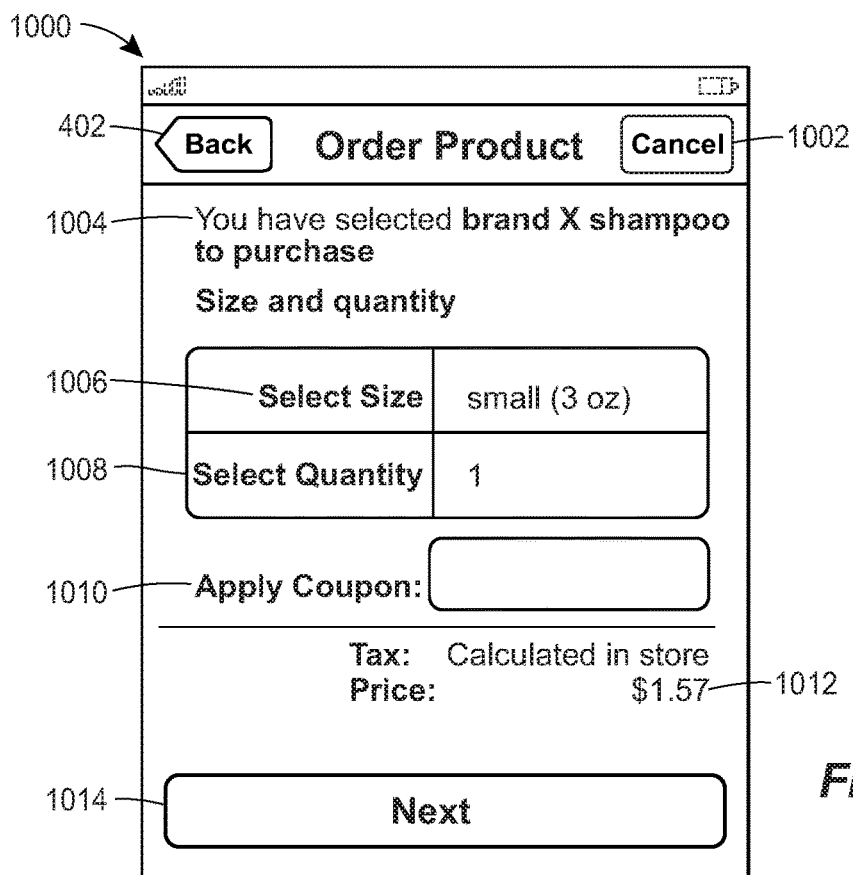 1000
402
Back
Order Product
Cancel
1002
1004
You have selected brand X shampoo
to purchase
Size and quantity
1006
Select Size
small (3 oz)
1008
Select Quantity
1
1010
Apply Coupon:
Tax: Calculated in store
Price: $1.57
1012
1014
Next